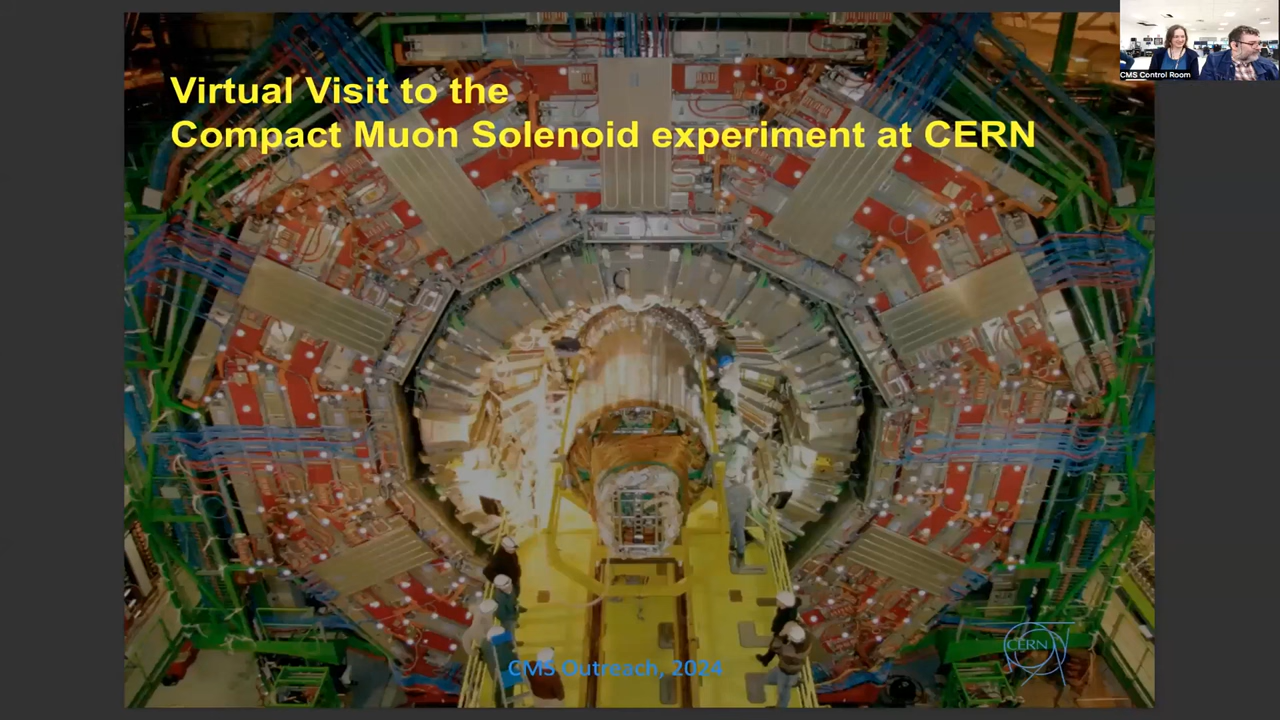 Virtual Visit to the
Compact Muon Solenoid experiment at CERN
CMS Control Room
CERN
CMS Outreach, 2024